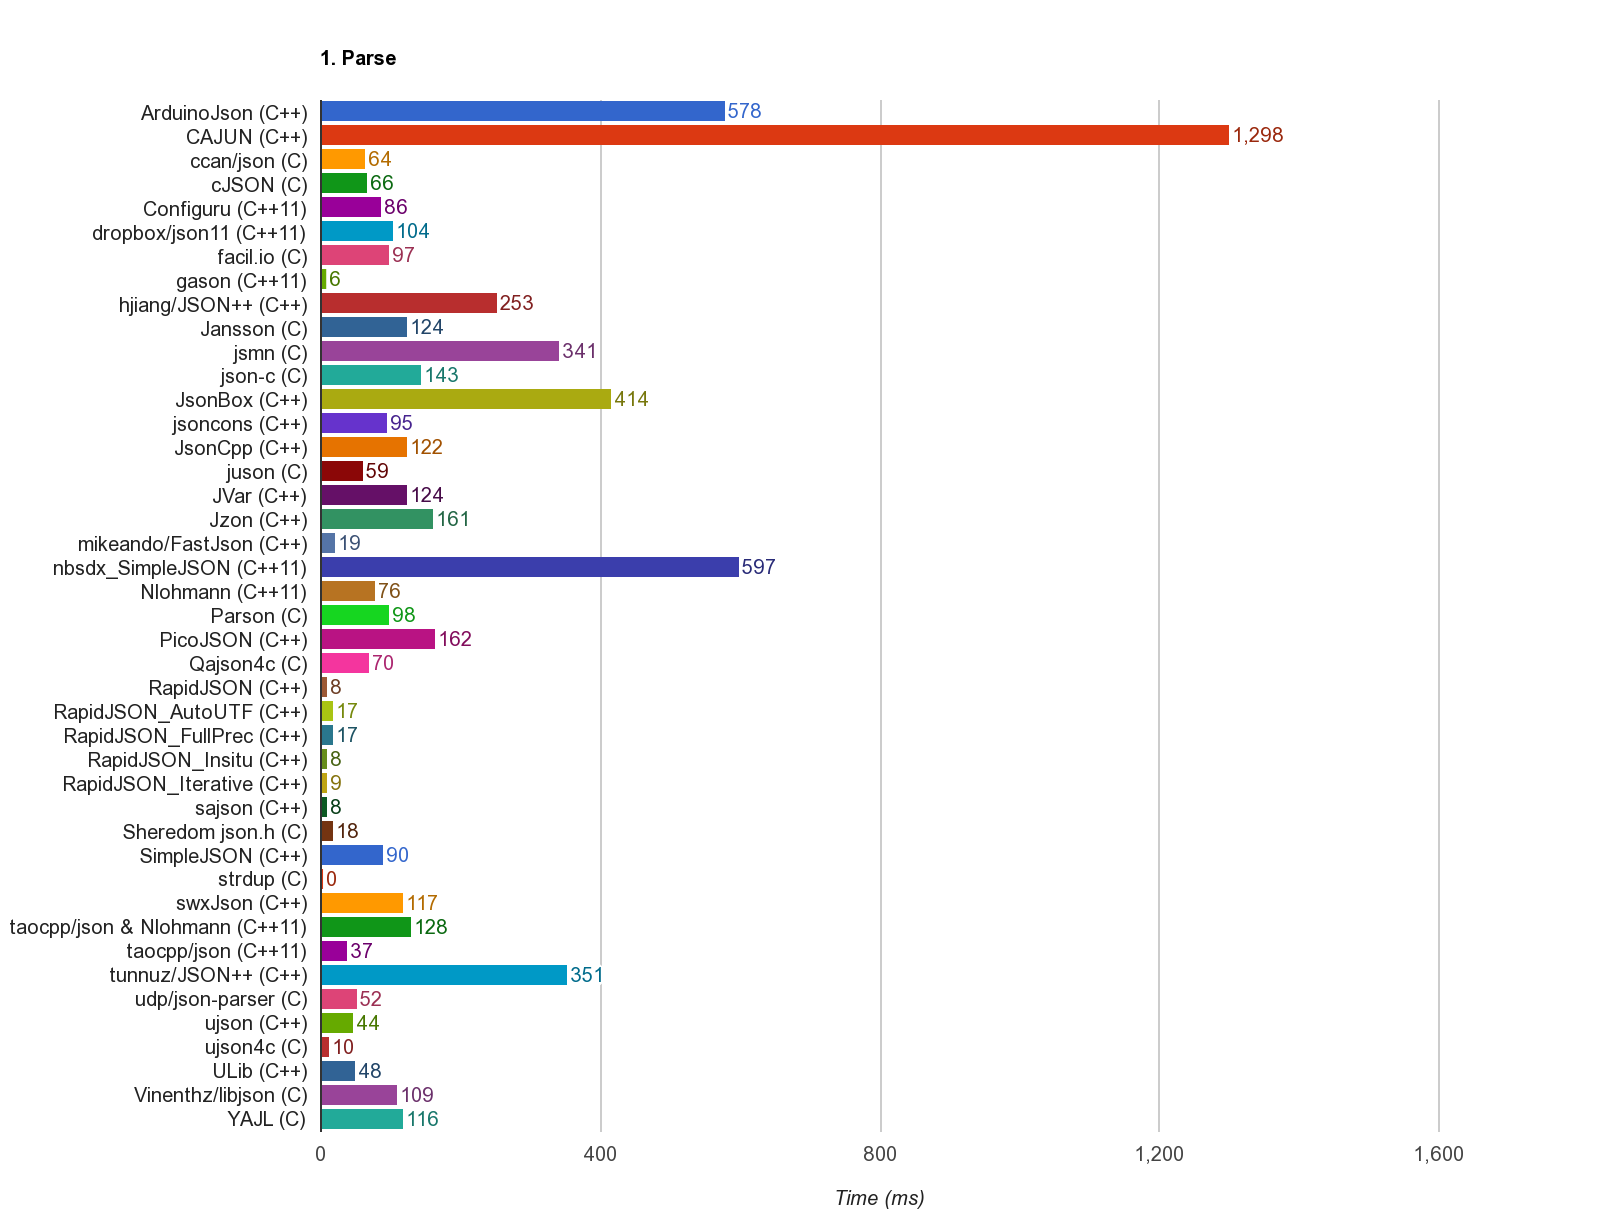 1. Parse
ArduinoJson (C++) 578
CAJUN (C++) 1,298
ccan/json (C) 64
cJSON (C) 66
Configuru (C++11) 86
dropbox/json11 (C++11) 104
facil.io (C) 97
gason (C++11) 6
hjiang/JSON++ (C++) 253
Jansson (C) 124
jsmn (C) 341
json-c (C) 143
JsonBox (C++) 414
jsoncons (C++) 95
JsonCpp (C++) 122
juson (C) 59
JVar (C++) 124
Jzon (C++) 161
mikeando/FastJson (C++) 19
nbsdx_SimpleJSON (C++11) 597
Nlohmann (C++11) 76
Parson (C) 98
PicoJSON (C++) 162
Qajson4c (C) 70
RapidJSON (C++) 8
RapidJSON_AutoUTF (C++) 17
RapidJSON_FullPrec (C++) 17
RapidJSON_Insitu (C++) 8
RapidJSON_Iterative (C++) 9
sajson (C++) 8
Sheredom json.h (C) 18
SimpleJSON (C++) 90
strdup (C) 0
swxJson (C++) 117
taocpp/json & Nlohmann (C++11) 128
taocpp/json (C++11) 37
tunnuz/JSON++ (C++) 351
udp/json-parser (C) 52
ujson (C++) 44
ujson4c (C) 10
ULib (C++) 48
Vinenthz/libjson (C) 109
YAJL (C) 116
0 400 800 1,200 1,600
Time (ms)